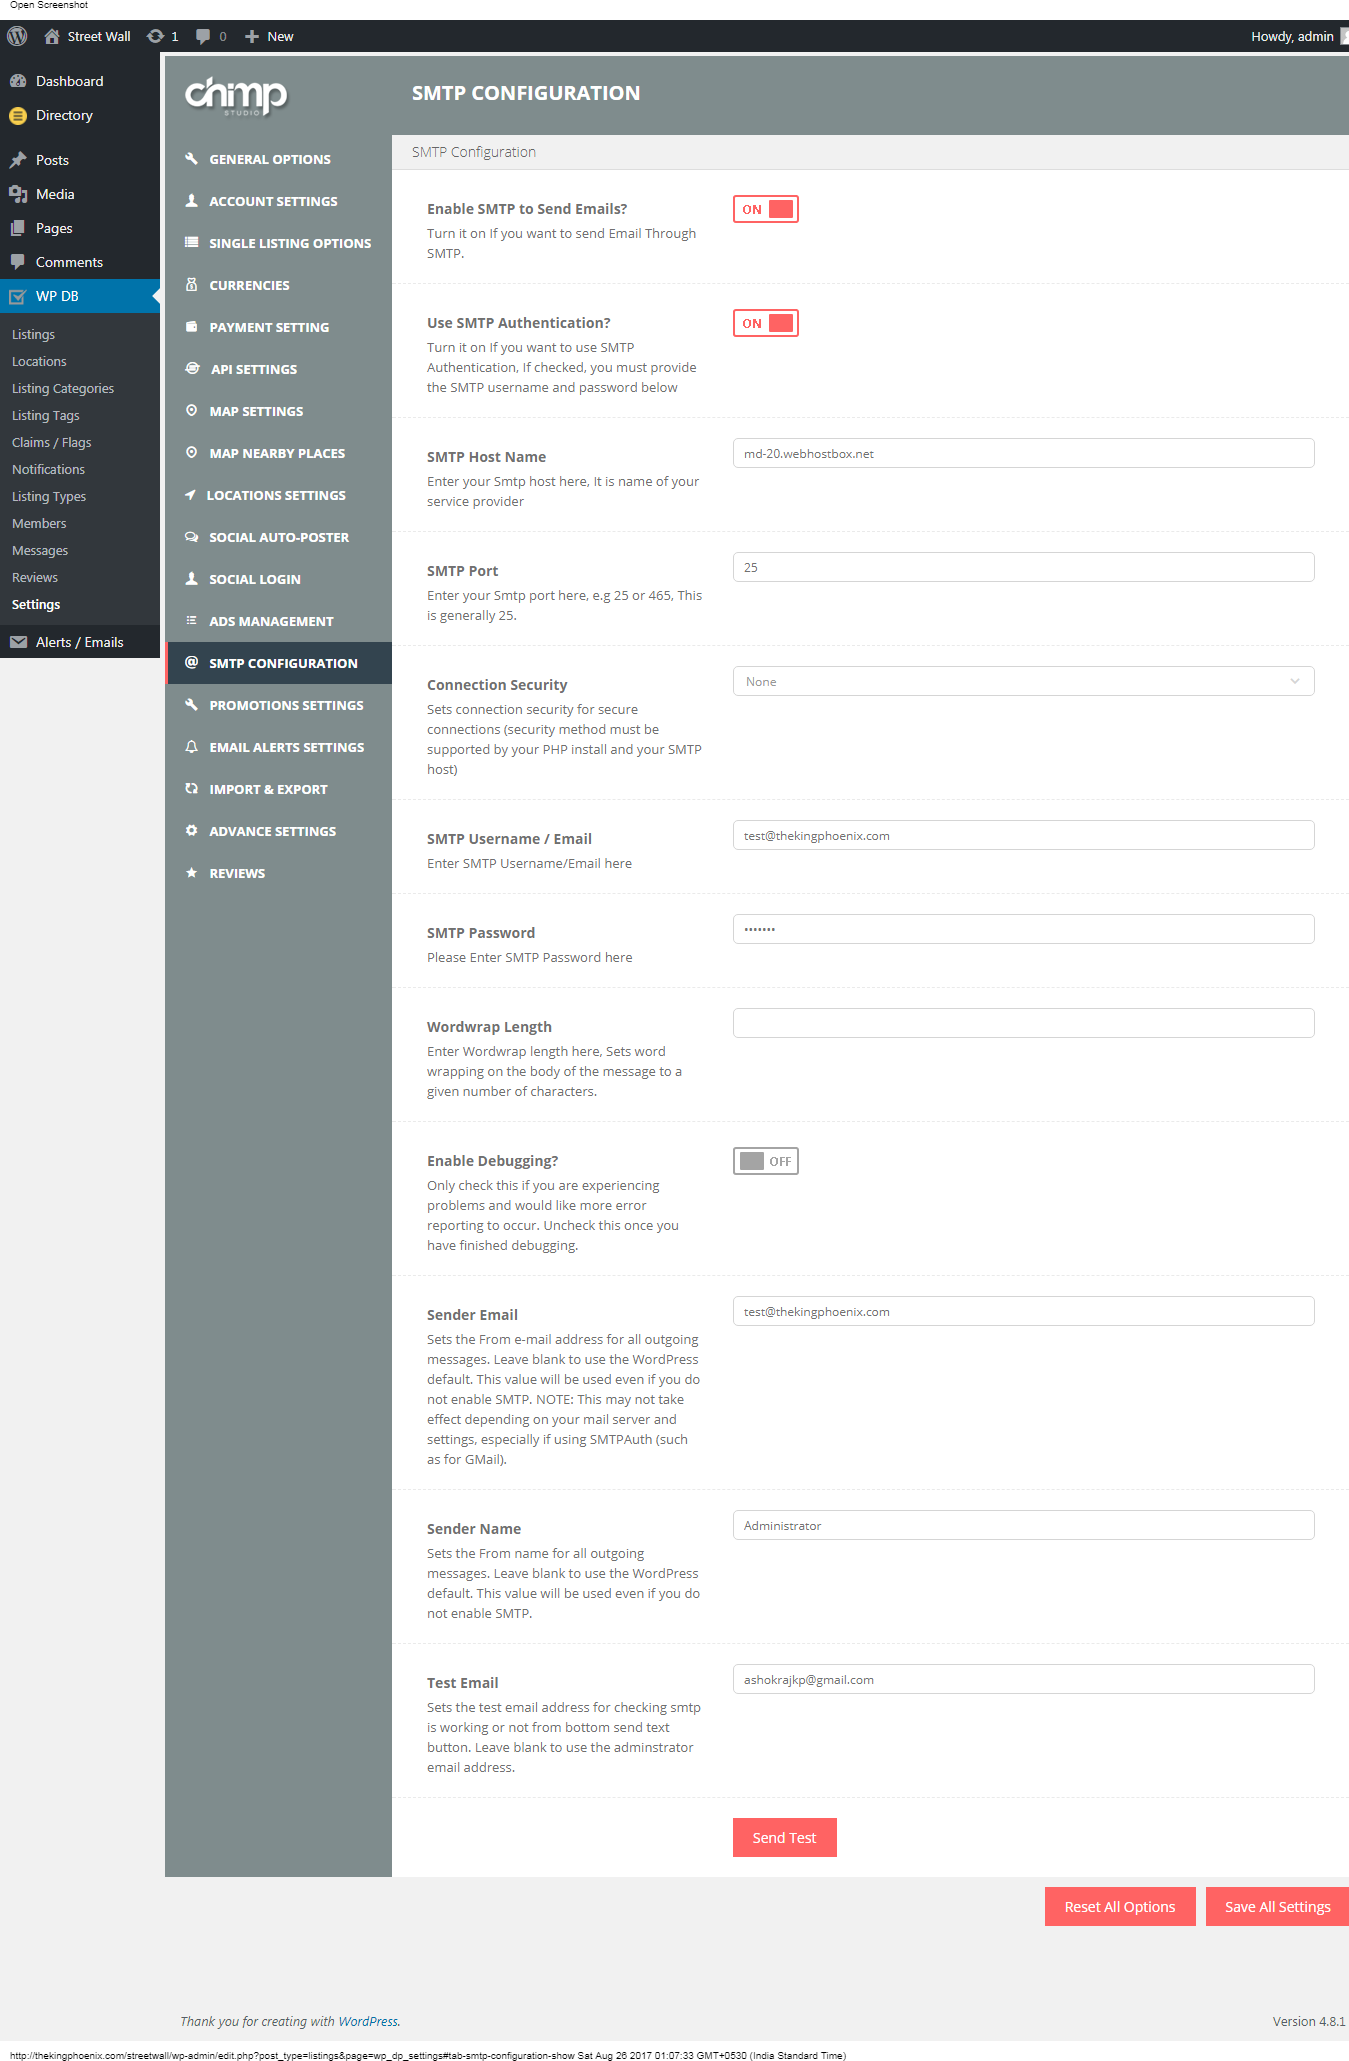 Open Screenshot
Street Wall 1 0 New Howdy, admin
Dashboard
Directory
Posts
Media
Pages
Comments
WP DB
Listings
Locations
Listing Categories
Listing Tags
Claims / Flags
Notifications
Listing Types
Members
Messages
Reviews
Settings
Alerts / Emails
chimp
STUDIO
GENERAL OPTIONS
ACCOUNT SETTINGS
SINGLE LISTING OPTIONS
CURRENCIES
PAYMENT SETTING
API SETTINGS
MAP SETTINGS
MAP NEARBY PLACES
LOCATIONS SETTINGS
SOCIAL AUTO-POSTER
SOCIAL LOGIN
ADS MANAGEMENT
@ SMTP CONFIGURATION
PROMOTIONS SETTINGS
EMAIL ALERTS SETTINGS
IMPORT & EXPORT
ADVANCE SETTINGS
REVIEWS
SMTP CONFIGURATION
SMTP Configuration
Enable SMTP to Send Emails?
Turn it on If you want to send Email Through
SMTP.
ON
Use SMTP Authentication?
Turn it on If you want to use SMTP
Authentication, If checked, you must provide
the SMTP username and password below
ON
SMTP Host Name
Enter your Smtp host here, It is name of your
service provider
md-20.webhostbox.net
SMTP Port
Enter your Smtp port here, e.g 25 or 465, This
is generally 25.
25
Connection Security
Sets connection security for secure
connections (security method must be
supported by your PHP install and your SMTP
host)
None
SMTP Username / Email
Enter SMTP Username/Email here
test@thekingphoenix.com
SMTP Password
Please Enter SMTP Password here
•••••••
Wordwrap Length
Enter Wordwrap length here, Sets word
wrapping on the body of the message to a
given number of characters.
Enable Debugging?
Only check this if you are experiencing
problems and would like more error
reporting to occur. Uncheck this once you
have finished debugging.
OFF
Sender Email
Sets the From e-mail address for all outgoing
messages. Leave blank to use the WordPress
default. This value will be used even if you do
not enable SMTP. NOTE: This may not take
effect depending on your mail server and
settings, especially if using SMTPAuth (such
as for GMail).
test@thekingphoenix.com
Sender Name
Sets the From name for all outgoing
messages. Leave blank to use the WordPress
default. This value will be used even if you do
not enable SMTP.
Administrator
Test Email
Sets the test email address for checking smtp
is working or not from bottom send text
button. Leave blank to use the adminstrator
email address.
ashokrajkp@gmail.com
Send Test
Reset All Options
Save All Settings
Thank you for creating with WordPress.
Version 4.8.1
http://thekingphoenix.com/streetwall/wp-admin/edit.php?post_type=listings&page=wp_dp_settings#tab-smtp-configuration-show Sat Aug 26 2017 01:07:33 GMT+0530 (India Standard Time)